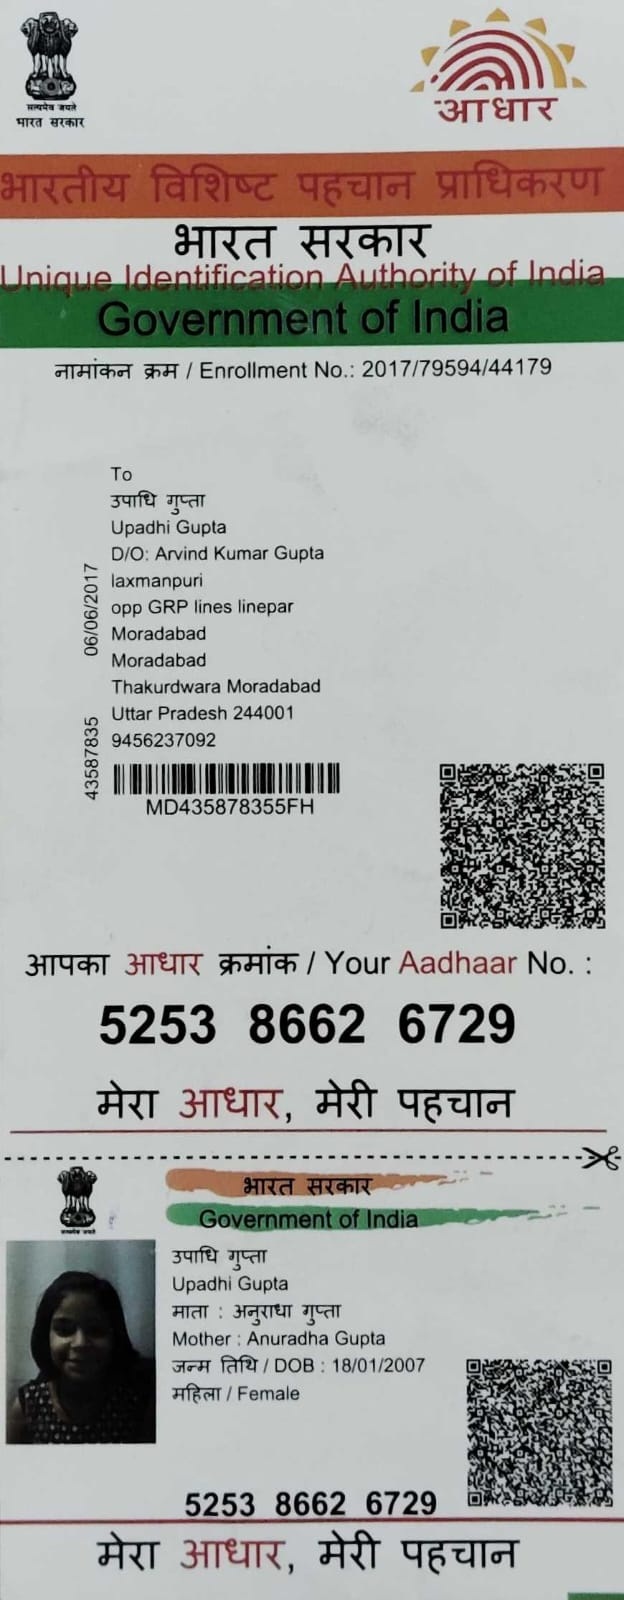 सत्यमेव जयते
भारत सरकार
आधार
भारतीय विशिष्ट पहचान प्राधिकरण
भारत सरकार
Unique Identification Authority of India
Government of India
नामांकन क्रम / Enrollment No.: 2017/79594/44179
To
उपाधि गुप्ता
Upadhi Gupta
D/O: Arvind Kumar Gupta
laxmanpuri
opp GRP lines linepar
Moradabad
Moradabad
Thakurdwara Moradabad
Uttar Pradesh 244001
9456237092
43587835 06/06/2017
MD435878355FH
आपका आधार क्रमांक / Your Aadhaar No. :
5253 8662 6729
मेरा आधार, मेरी पहचान
भारत सरकार
Government of India
उपाधि गुप्ता
Upadhi Gupta
माता : अनुराधा गुप्ता
Mother : Anuradha Gupta
जन्म तिथि / DOB : 18/01/2007
महिला / Female
5253 8662 6729
मेरा आधार, मेरी पहचान